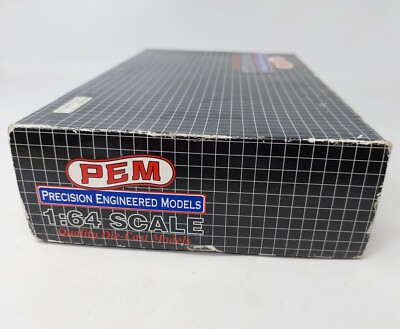 PEM
PRECISION ENGINEERED MODELS
1:64 SCALE
Quality Die-Cast Models